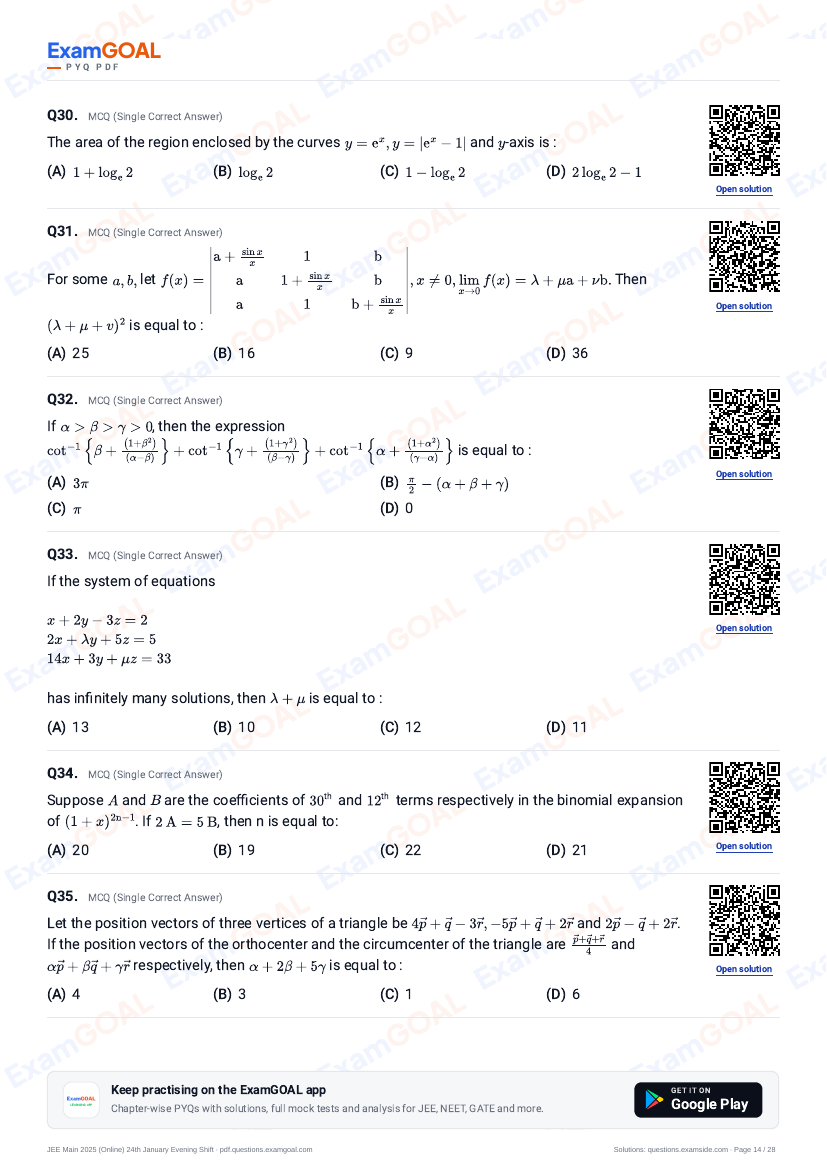 ExamGOAL
PYQ PDF
Q30. MCQ (Single Correct Answer)
The area of the region enclosed by the curves y = e^x, y = |e^x − 1| and y-axis is :
(A) 1 + log_e 2 (B) log_e 2 (C) 1 − log_e 2 (D) 2 log_e 2 − 1
Open solution
Q31. MCQ (Single Correct Answer)
For some a, b, let f(x) = | a + sin x/x 1 b |
| a 1 + sin x/x b |
| a 1 b + sin x/x | , x ≠ 0, lim_{x→0} f(x) = λ + μa + νb. Then
(λ + μ + v)² is equal to :
(A) 25 (B) 16 (C) 9 (D) 36
Open solution
Q32. MCQ (Single Correct Answer)
If α > β > γ > 0, then the expression
cot⁻¹ {β + (1+β²)/(α−β)} + cot⁻¹ {γ + (1+γ²)/(β−γ)} + cot⁻¹ {α + (1+α²)/(γ−α)} is equal to :
(A) 3π (B) π/2 − (α + β + γ)
(C) π (D) 0
Open solution
Q33. MCQ (Single Correct Answer)
If the system of equations
x + 2y − 3z = 2
2x + λy + 5z = 5
14x + 3y + μz = 33
has infinitely many solutions, then λ + μ is equal to :
(A) 13 (B) 10 (C) 12 (D) 11
Open solution
Q34. MCQ (Single Correct Answer)
Suppose A and B are the coefficients of 30th and 12th terms respectively in the binomial expansion
of (1 + x)^{2n−1}. If 2 A = 5 B, then n is equal to:
(A) 20 (B) 19 (C) 22 (D) 21
Open solution
Q35. MCQ (Single Correct Answer)
Let the position vectors of three vertices of a triangle be 4p⃗ + q⃗ − 3r⃗, −5p⃗ + q⃗ + 2r⃗ and 2p⃗ − q⃗ + 2r⃗.
If the position vectors of the orthocenter and the circumcenter of the triangle are (p⃗+q⃗+r⃗)/4 and
αp⃗ + βq⃗ + γr⃗ respectively, then α + 2β + 5γ is equal to :
(A) 4 (B) 3 (C) 1 (D) 6
Open solution
ExamGOAL
Keep practising on the ExamGOAL app
Chapter-wise PYQs with solutions, full mock tests and analysis for JEE, NEET, GATE and more.
GET IT ON
Google Play
JEE Main 2025 (Online) 24th January Evening Shift · pdf.questions.examgoal.com
Solutions: questions.examside.com · Page 14 / 28